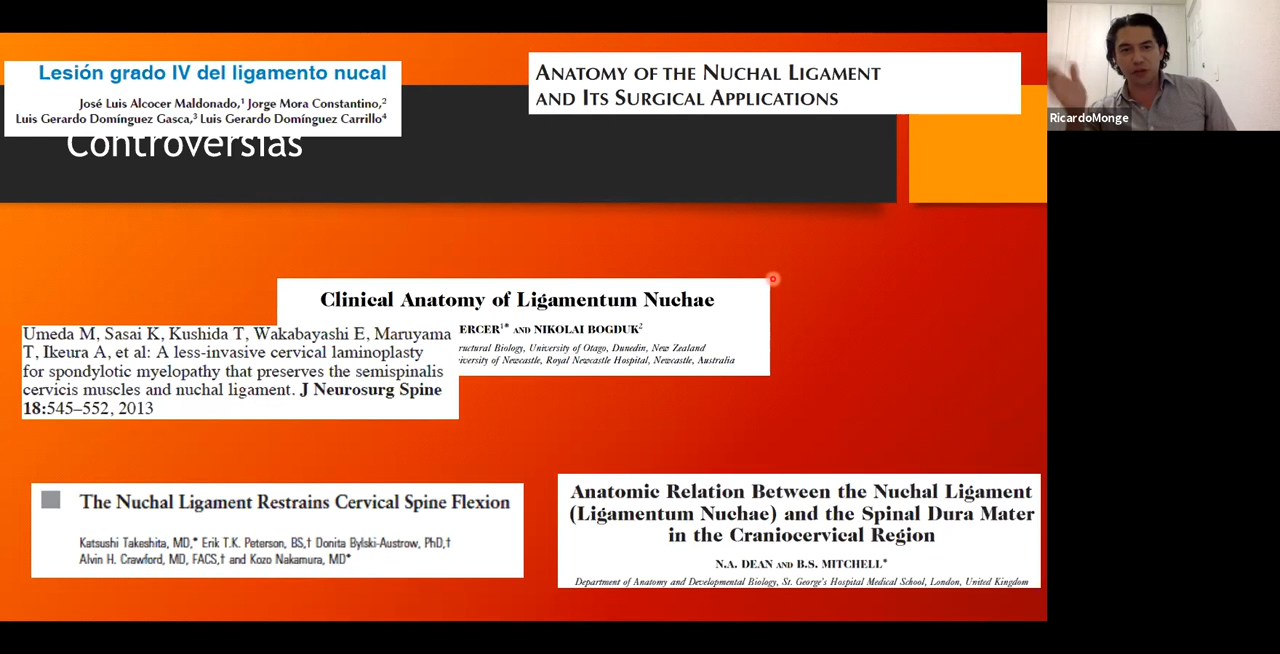 Lesión grado IV del ligamento nucal
José Luis Alcocer Maldonado,¹ Jorge Mora Constantino,²
Luis Gerardo Domínguez Gasca,³ Luis Gerardo Domínguez Carrillo⁴
ANATOMY OF THE NUCHAL LIGAMENT
AND ITS SURGICAL APPLICATIONS
RicardoMonge
Controversias
Clinical Anatomy of Ligamentum Nuchae
ERCER¹* AND NIKOLAI BOGDUK²
ructural Biology, University of Otago, Dunedin, New Zealand
iversity of Newcastle, Royal Newcastle Hospital, Newcastle, Australia
Umeda M, Sasai K, Kushida T, Wakabayashi E, Maruyama
T, Ikeura A, et al: A less-invasive cervical laminoplasty
for spondylotic myelopathy that preserves the semispinalis
cervicis muscles and nuchal ligament. J Neurosurg Spine
18:545–552, 2013
The Nuchal Ligament Restrains Cervical Spine Flexion
Katsushi Takeshita, MD,* Erik T.K. Peterson, BS,† Donita Bylski-Austrow, PhD,†
Alvin H. Crawford, MD, FACS,† and Kozo Nakamura, MD*
Anatomic Relation Between the Nuchal Ligament
(Ligamentum Nuchae) and the Spinal Dura Mater
in the Craniocervical Region
N.A. DEAN AND B.S. MITCHELL*
Department of Anatomy and Developmental Biology, St. George's Hospital Medical School, London, United Kingdom